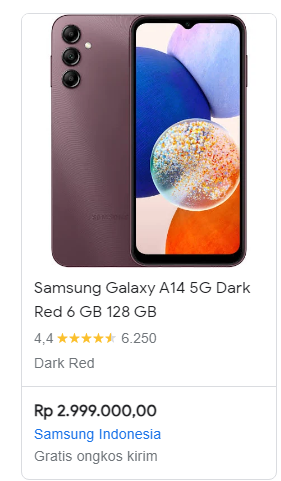 SAMSUNG
Samsung Galaxy A14 5G Dark
Red 6 GB 128 GB
4,4 ★★★★★ 6.250
Dark Red
Rp 2.999.000,00
Samsung Indonesia
Gratis ongkos kirim